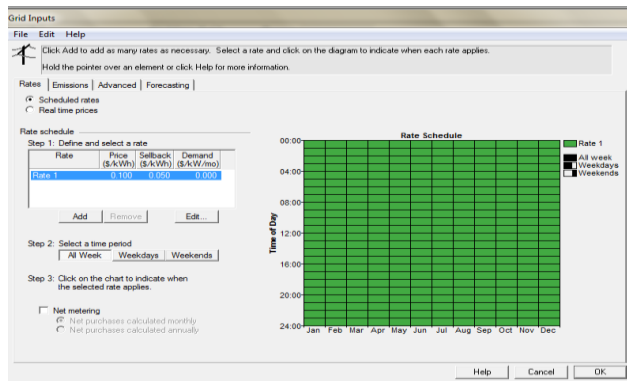 Grid Inputs
File Edit Help
Click Add to add as many rates as necessary. Select a rate and click on the diagram to indicate when each rate applies.
Hold the pointer over an element or click Help for more information.
Rates Emissions Advanced Forecasting
Scheduled rates
Real time prices
Rate schedule
Step 1: Define and select a rate
Rate Price Sellback Demand
($/kWh) ($/kWh) ($/kW/mo)
Rate 1 0.100 0.050 0.000
Add Remove Edit...
Step 2: Select a time period
All Week Weekdays Weekends
Step 3: Click on the chart to indicate when
the selected rate applies.
Net metering
Net purchases calculated monthly
Net purchases calculated annually
Rate Schedule
Time of Day
00:00
04:00
08:00
12:00
16:00
20:00
24:00
Jan Feb Mar Apr May Jun Jul Aug Sep Oct Nov Dec
Rate 1
All week
Weekdays
Weekends
Help Cancel OK